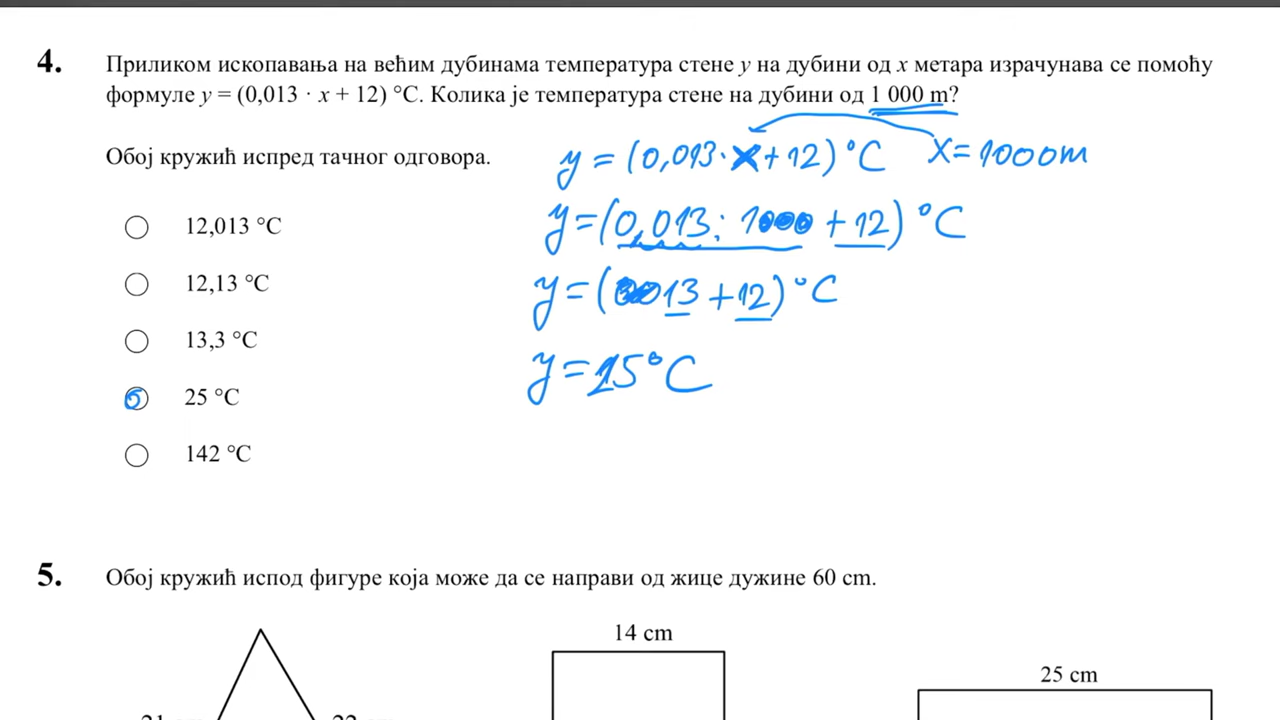 4. Приликом ископавања на већим дубинама температура стене y на дубини од x метара израчунава се помоћу
формуле y = (0,013 · x + 12) °C. Колика је температура стене на дубини од 1 000 m?
y = (0,013 · x + 12) °C x = 1000m
Обој кружић испред тачног одговора.
y = (0,013 · 1000 + 12) °C
12,013 °C
y = (13 + 12) °C
12,13 °C
13,3 °C
y = 25°C
25 °C
142 °C
5. Обој кружић испод фигуре која може да се направи од жице дужине 60 cm.
14 cm
25 cm